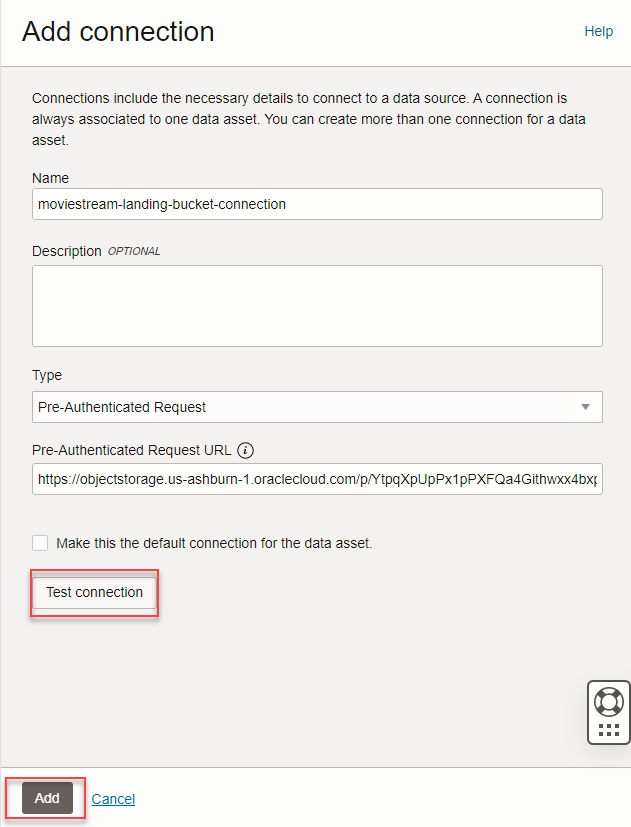 Add connection
Help
Connections include the necessary details to connect to a data source. A connection is
always associated to one data asset. You can create more than one connection for a data
asset.
Name
moviestream-landing-bucket-connection
Description OPTIONAL
Type
Pre-Authenticated Request
Pre-Authenticated Request URL i
https://objectstorage.us-ashburn-1.oraclecloud.com/p/YtpqXpUpPx1pPXFQa4Githwxx4bxp
Make this the default connection for the data asset.
Test connection
Add
Cancel